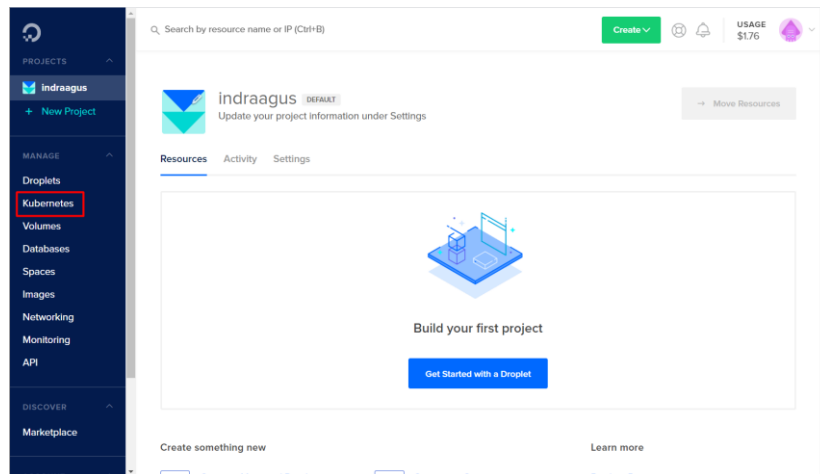 Search by resource name or IP (Ctrl+B)
Create
USAGE
$1.76
PROJECTS
indraagus
+ New Project
MANAGE
Droplets
Kubernetes
Volumes
Databases
Spaces
Images
Networking
Monitoring
API
DISCOVER
Marketplace
indraagus DEFAULT
Update your project information under Settings
→ Move Resources
Resources Activity Settings
Build your first project
Get Started with a Droplet
Create something new
Learn more